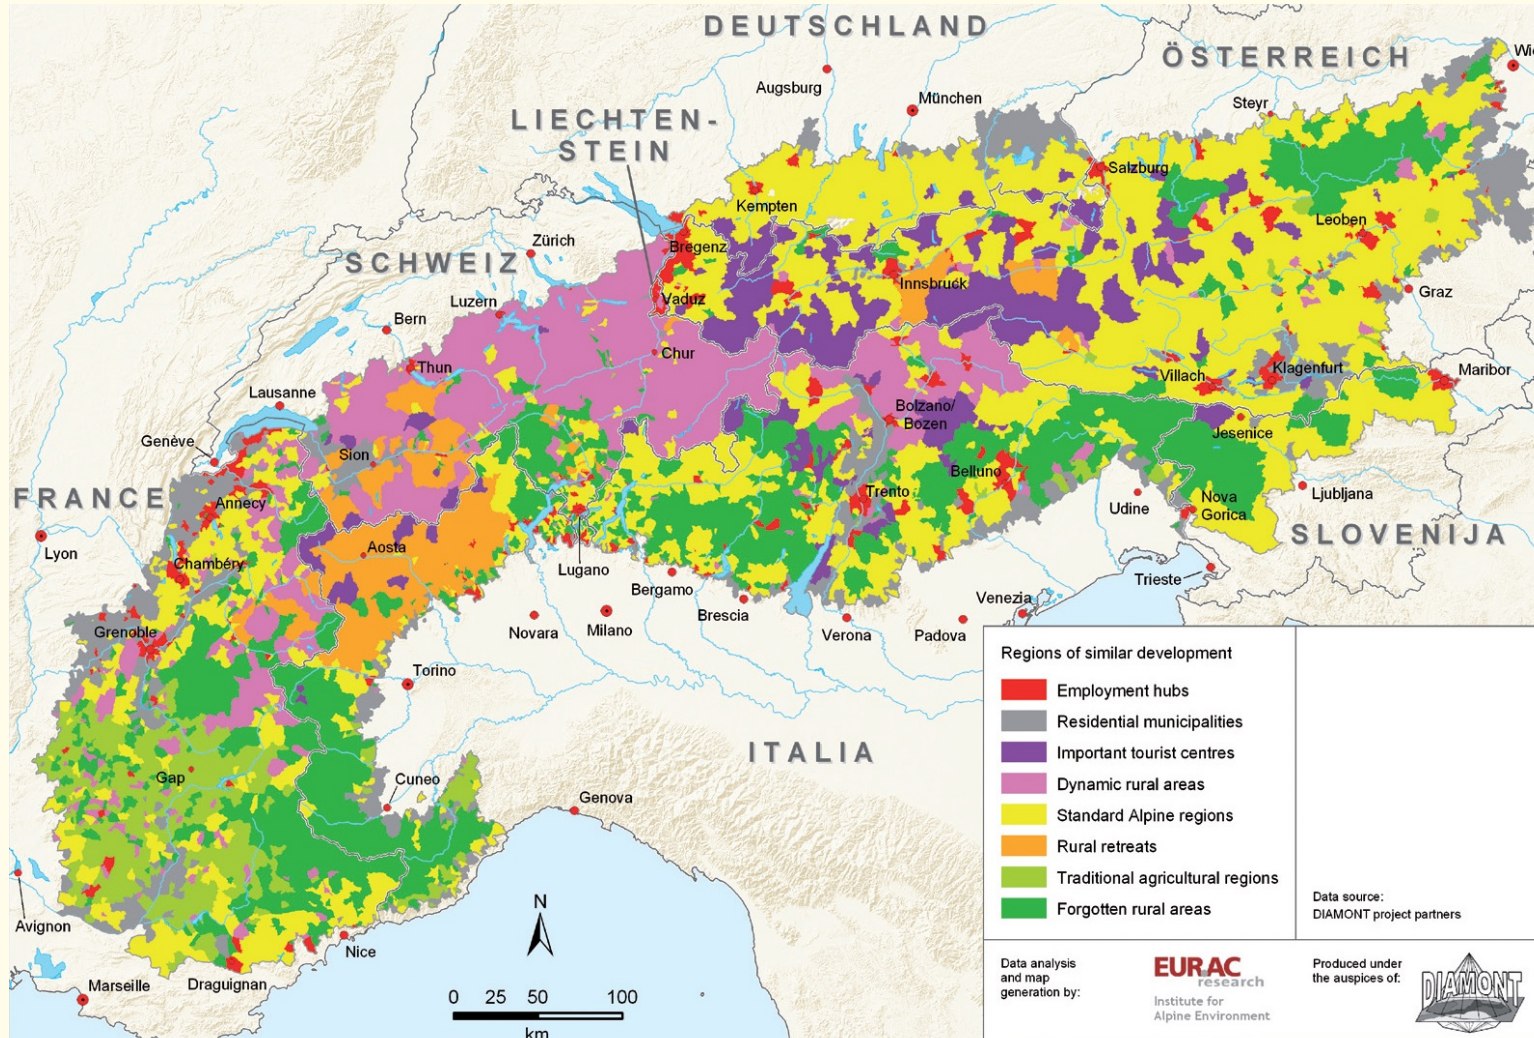 DEUTSCHLAND
ÖSTERREICH
Wie
Augsburg
München
Steyr
LIECHTEN-
STEIN
Salzburg
Kempten
Leoben
Zürich
Bregenz
SCHWEIZ
Innsbruck
Luzern
Vaduz
Graz
Bern
Chur
Thun
Villach
Klagenfurt
Maribor
Lausanne
Bolzano/
Bozen
Jesenice
Genève
Sion
Belluno
FRANCE
Annecy
Trento
Nova
Gorica
Ljubljana
Udine
SLOVENIJA
Lyon
Aosta
Chambéry
Lugano
Trieste
Bergamo
Brescia
Venezia
Grenoble
Novara
Milano
Verona
Padova
Torino
ITALIA
Gap
Cuneo
Genova
Avignon
Nice
Marseille
Draguignan
N
0 25 50 100
km
Regions of similar development
Employment hubs
Residential municipalities
Important tourist centres
Dynamic rural areas
Standard Alpine regions
Rural retreats
Traditional agricultural regions
Forgotten rural areas
Data source:
DIAMONT project partners
Data analysis
and map
generation by:
EURAC
research
Institute for
Alpine Environment
Produced under
the auspices of:
DIAMONT